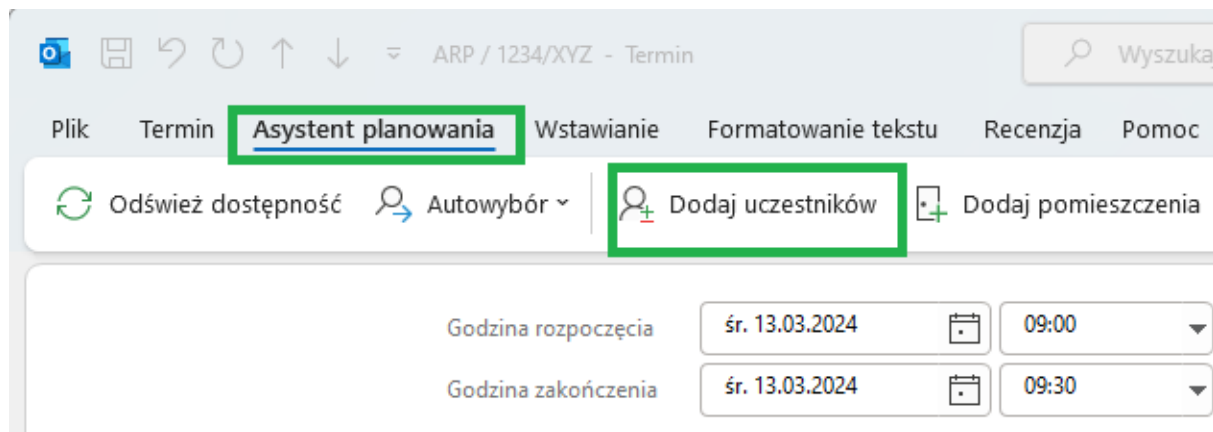 ARP / 1234/XYZ - Termin
Plik Termin Asystent planowania Wstawianie Formatowanie tekstu Recenzja Pomoc
Odśwież dostępność Autowybór Dodaj uczestników Dodaj pomieszczenia
Godzina rozpoczęcia śr. 13.03.2024 09:00
Godzina zakończenia śr. 13.03.2024 09:30